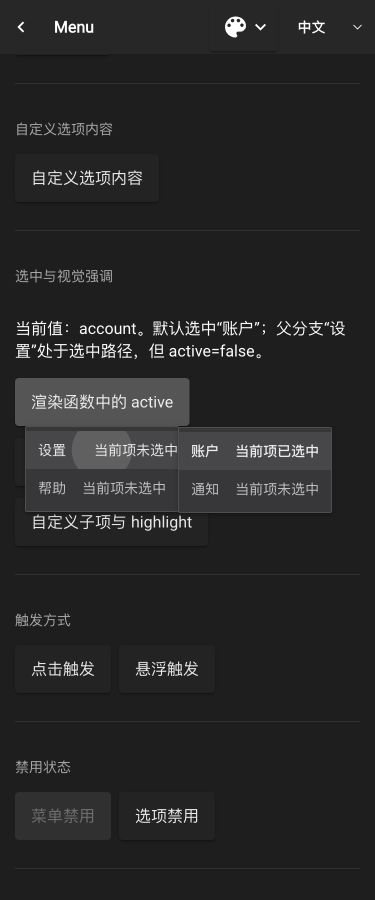 Menu
中文
自定义选项内容
自定义选项内容
选中与视觉强调
当前值：account。默认选中“账户”；父分支“设
置”处于选中路径，但 active=false。
渲染函数中的 active
设置 当前项未选中
账户 当前项已选中
帮助 当前项未选中
通知 当前项未选中
自定义子项与 highlight
触发方式
点击触发
悬浮触发
禁用状态
菜单禁用
选项禁用